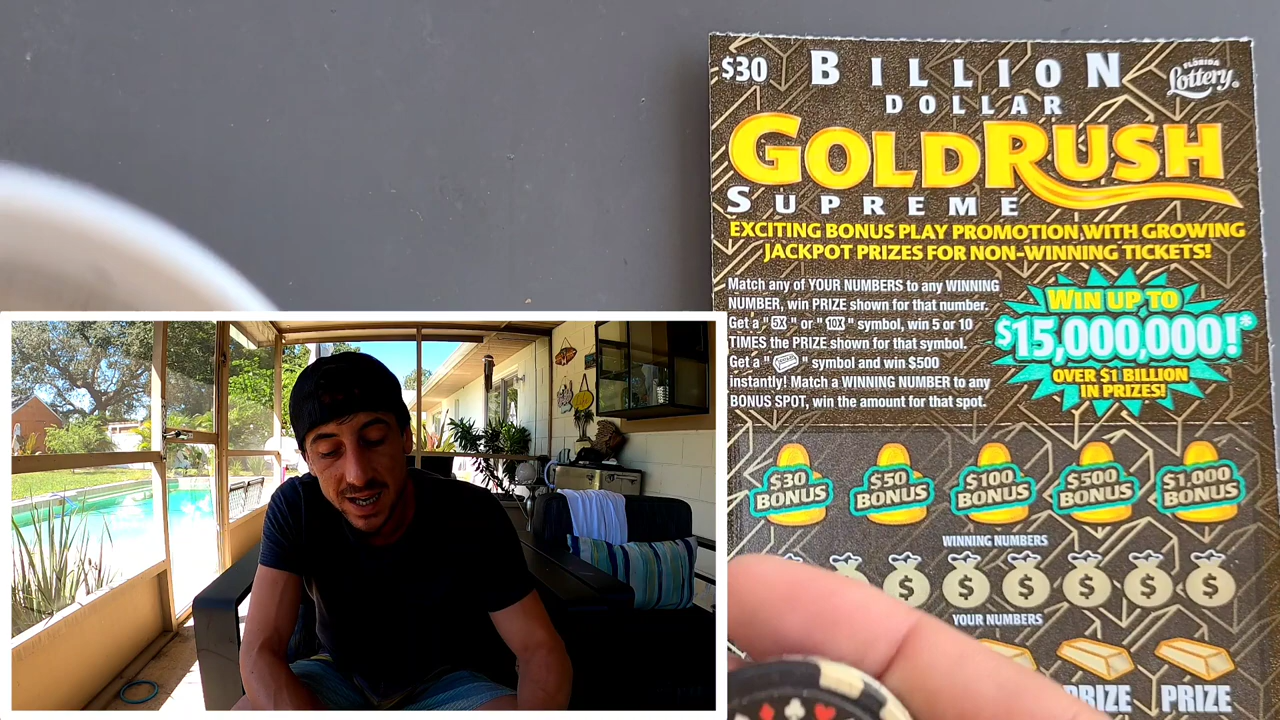 $30
BILLION
DOLLAR
GOLDRUSH
SUPREME
FLORIDA
Lottery
EXCITING BONUS PLAY PROMOTION, WITH GROWING
JACKPOT PRIZES FOR NON-WINNING TICKETS!
Match any of YOUR NUMBERS to any WINNING
NUMBER, win PRIZE shown for that number.
Get a "5X" or "10X" symbol, win 5 or 10
TIMES the PRIZE shown for that symbol.
Get a " " symbol and win $500
instantly! Match a WINNING NUMBER to any
BONUS SPOT, win the amount for that spot.
WIN UP TO
$15,000,000!*
OVER $1 BILLION
IN PRIZES!
$30
BONUS
$50
BONUS
$100
BONUS
$500
BONUS
$1,000
BONUS
WINNING NUMBERS
$ $ $ $ $ $ $
YOUR NUMBERS
PRIZE PRIZE